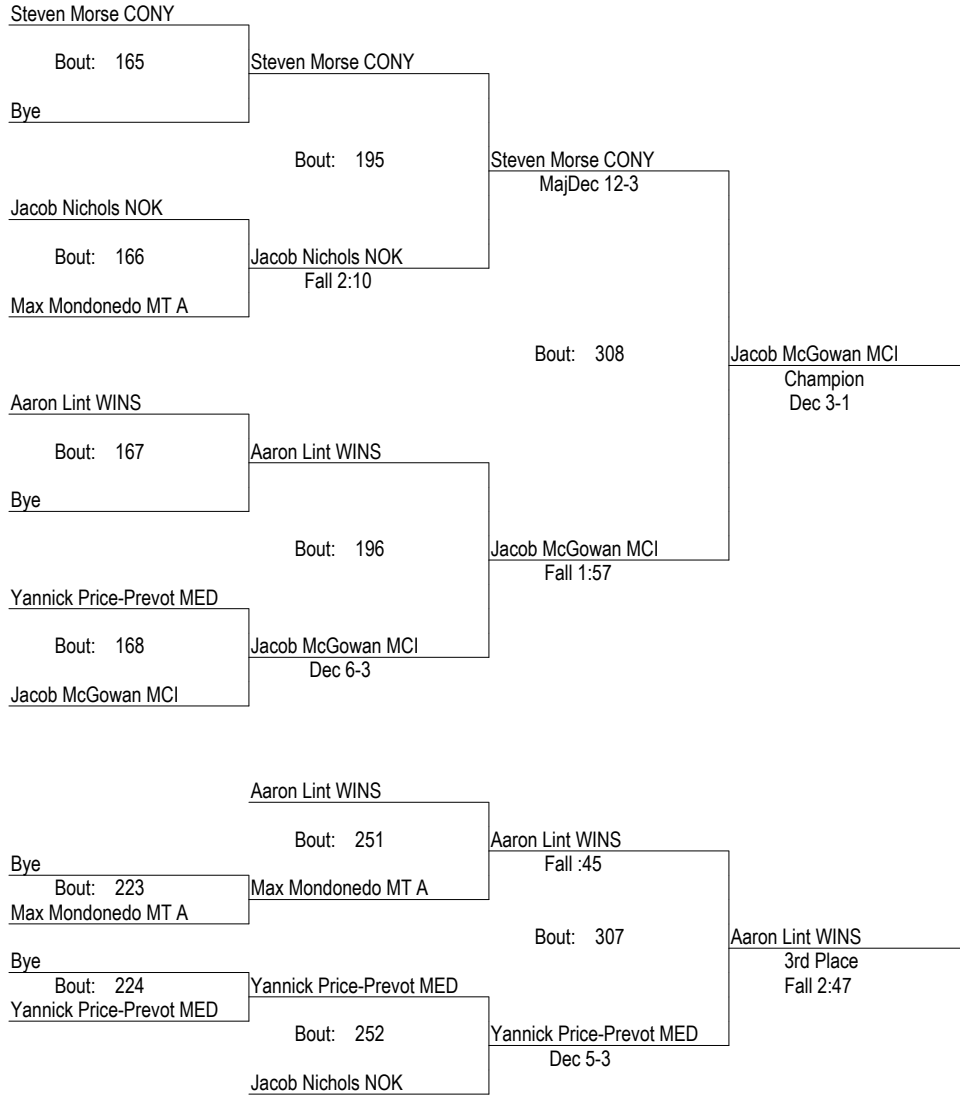 Steven Morse CONY
Bout: 165
Steven Morse CONY
Bye
Bout: 195
Steven Morse CONY
MajDec 12-3
Jacob Nichols NOK
Bout: 166
Jacob Nichols NOK
Fall 2:10
Max Mondonedo MT A
Bout: 308
Jacob McGowan MCI
Champion
Dec 3-1
Aaron Lint WINS
Bout: 167
Aaron Lint WINS
Bye
Bout: 196
Jacob McGowan MCI
Fall 1:57
Yannick Price-Prevot MED
Bout: 168
Jacob McGowan MCI
Dec 6-3
Jacob McGowan MCI
Aaron Lint WINS
Bout: 251
Aaron Lint WINS
Fall :45
Bye
Bout: 223
Max Mondonedo MT A
Max Mondonedo MT A
Bout: 307
Aaron Lint WINS
3rd Place
Fall 2:47
Bye
Bout: 224
Yannick Price-Prevot MED
Yannick Price-Prevot MED
Bout: 252
Yannick Price-Prevot MED
Dec 5-3
Jacob Nichols NOK